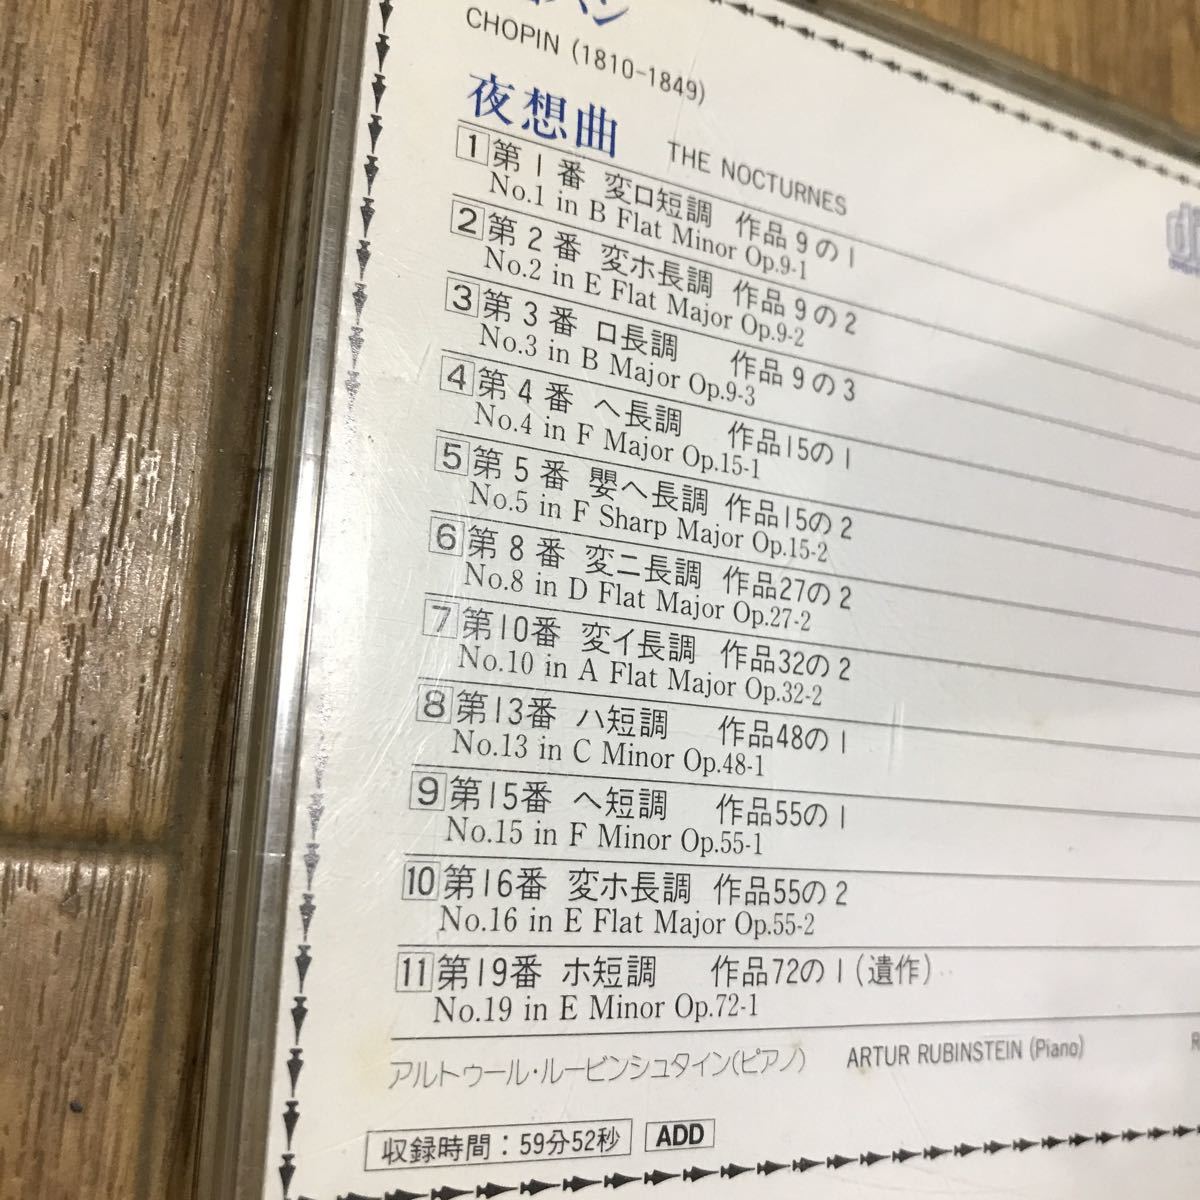 CHOPIN (1810-1849)
夜想曲 THE NOCTURNES
1 第1番 変ロ短調 作品9の1
No.1 in B Flat Minor Op.9-1
2 第2番 変ホ長調 作品9の2
No.2 in E Flat Major Op.9-2
3 第3番 ロ長調 作品9の3
No.3 in B Major Op.9-3
4 第4番 ヘ長調 作品15の1
No.4 in F Major Op.15-1
5 第5番 嬰ヘ長調 作品15の2
No.5 in F Sharp Major Op.15-2
6 第8番 変ニ長調 作品27の2
No.8 in D Flat Major Op.27-2
7 第10番 変イ長調 作品32の2
No.10 in A Flat Major Op.32-2
8 第13番 ハ短調 作品48の1
No.13 in C Minor Op.48-1
9 第15番 ヘ短調 作品55の1
No.15 in F Minor Op.55-1
10 第16番 変ホ長調 作品55の2
No.16 in E Flat Major Op.55-2
11 第19番 ホ短調 作品72の1(遺作)
No.19 in E Minor Op.72-1
アルトゥール・ルービンシュタイン(ピアノ) ARTUR RUBINSTEIN (Piano)
収録時間：59分52秒 ADD